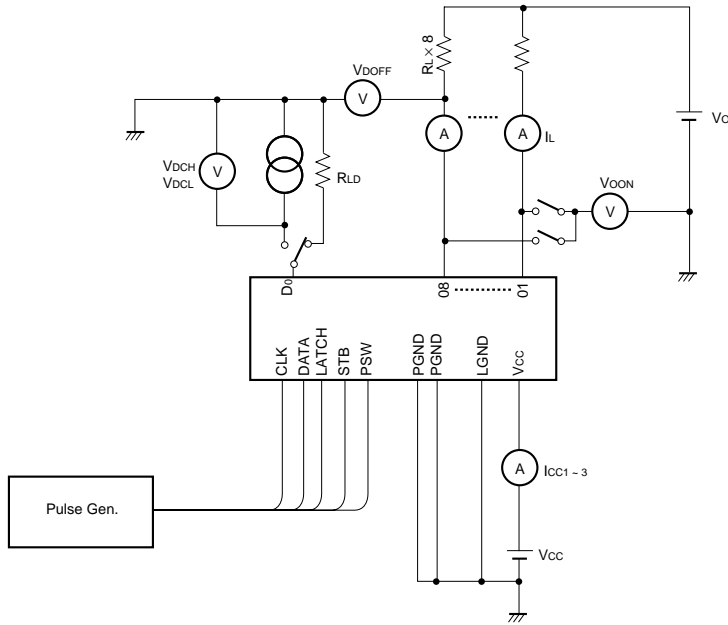 RL × 8
VDOFF
V
A
A
IL
VO
VDCH
VDCL
V
RLD
VOON
V
D0
08
01
CLK
DATA
LATCH
STB
PSW
PGND
PGND
LGND
VCC
A
ICC1 ~ 3
Pulse Gen.
VCC